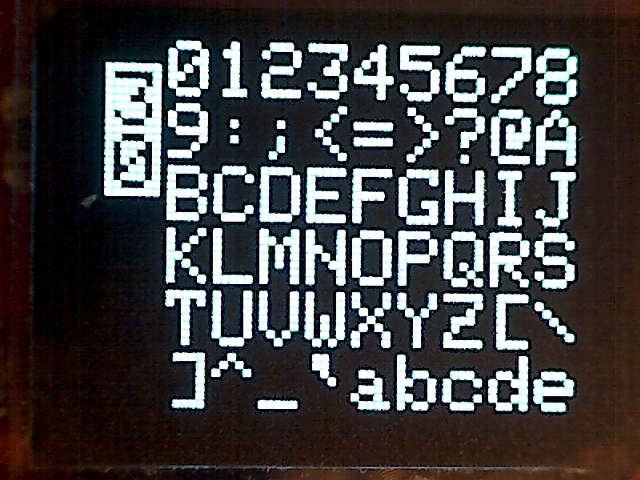 012345678
9:;<=>?@A
BCDEFGHIJ
KLMNOPQRS
TUVWXYZ[\
]^_`abcde